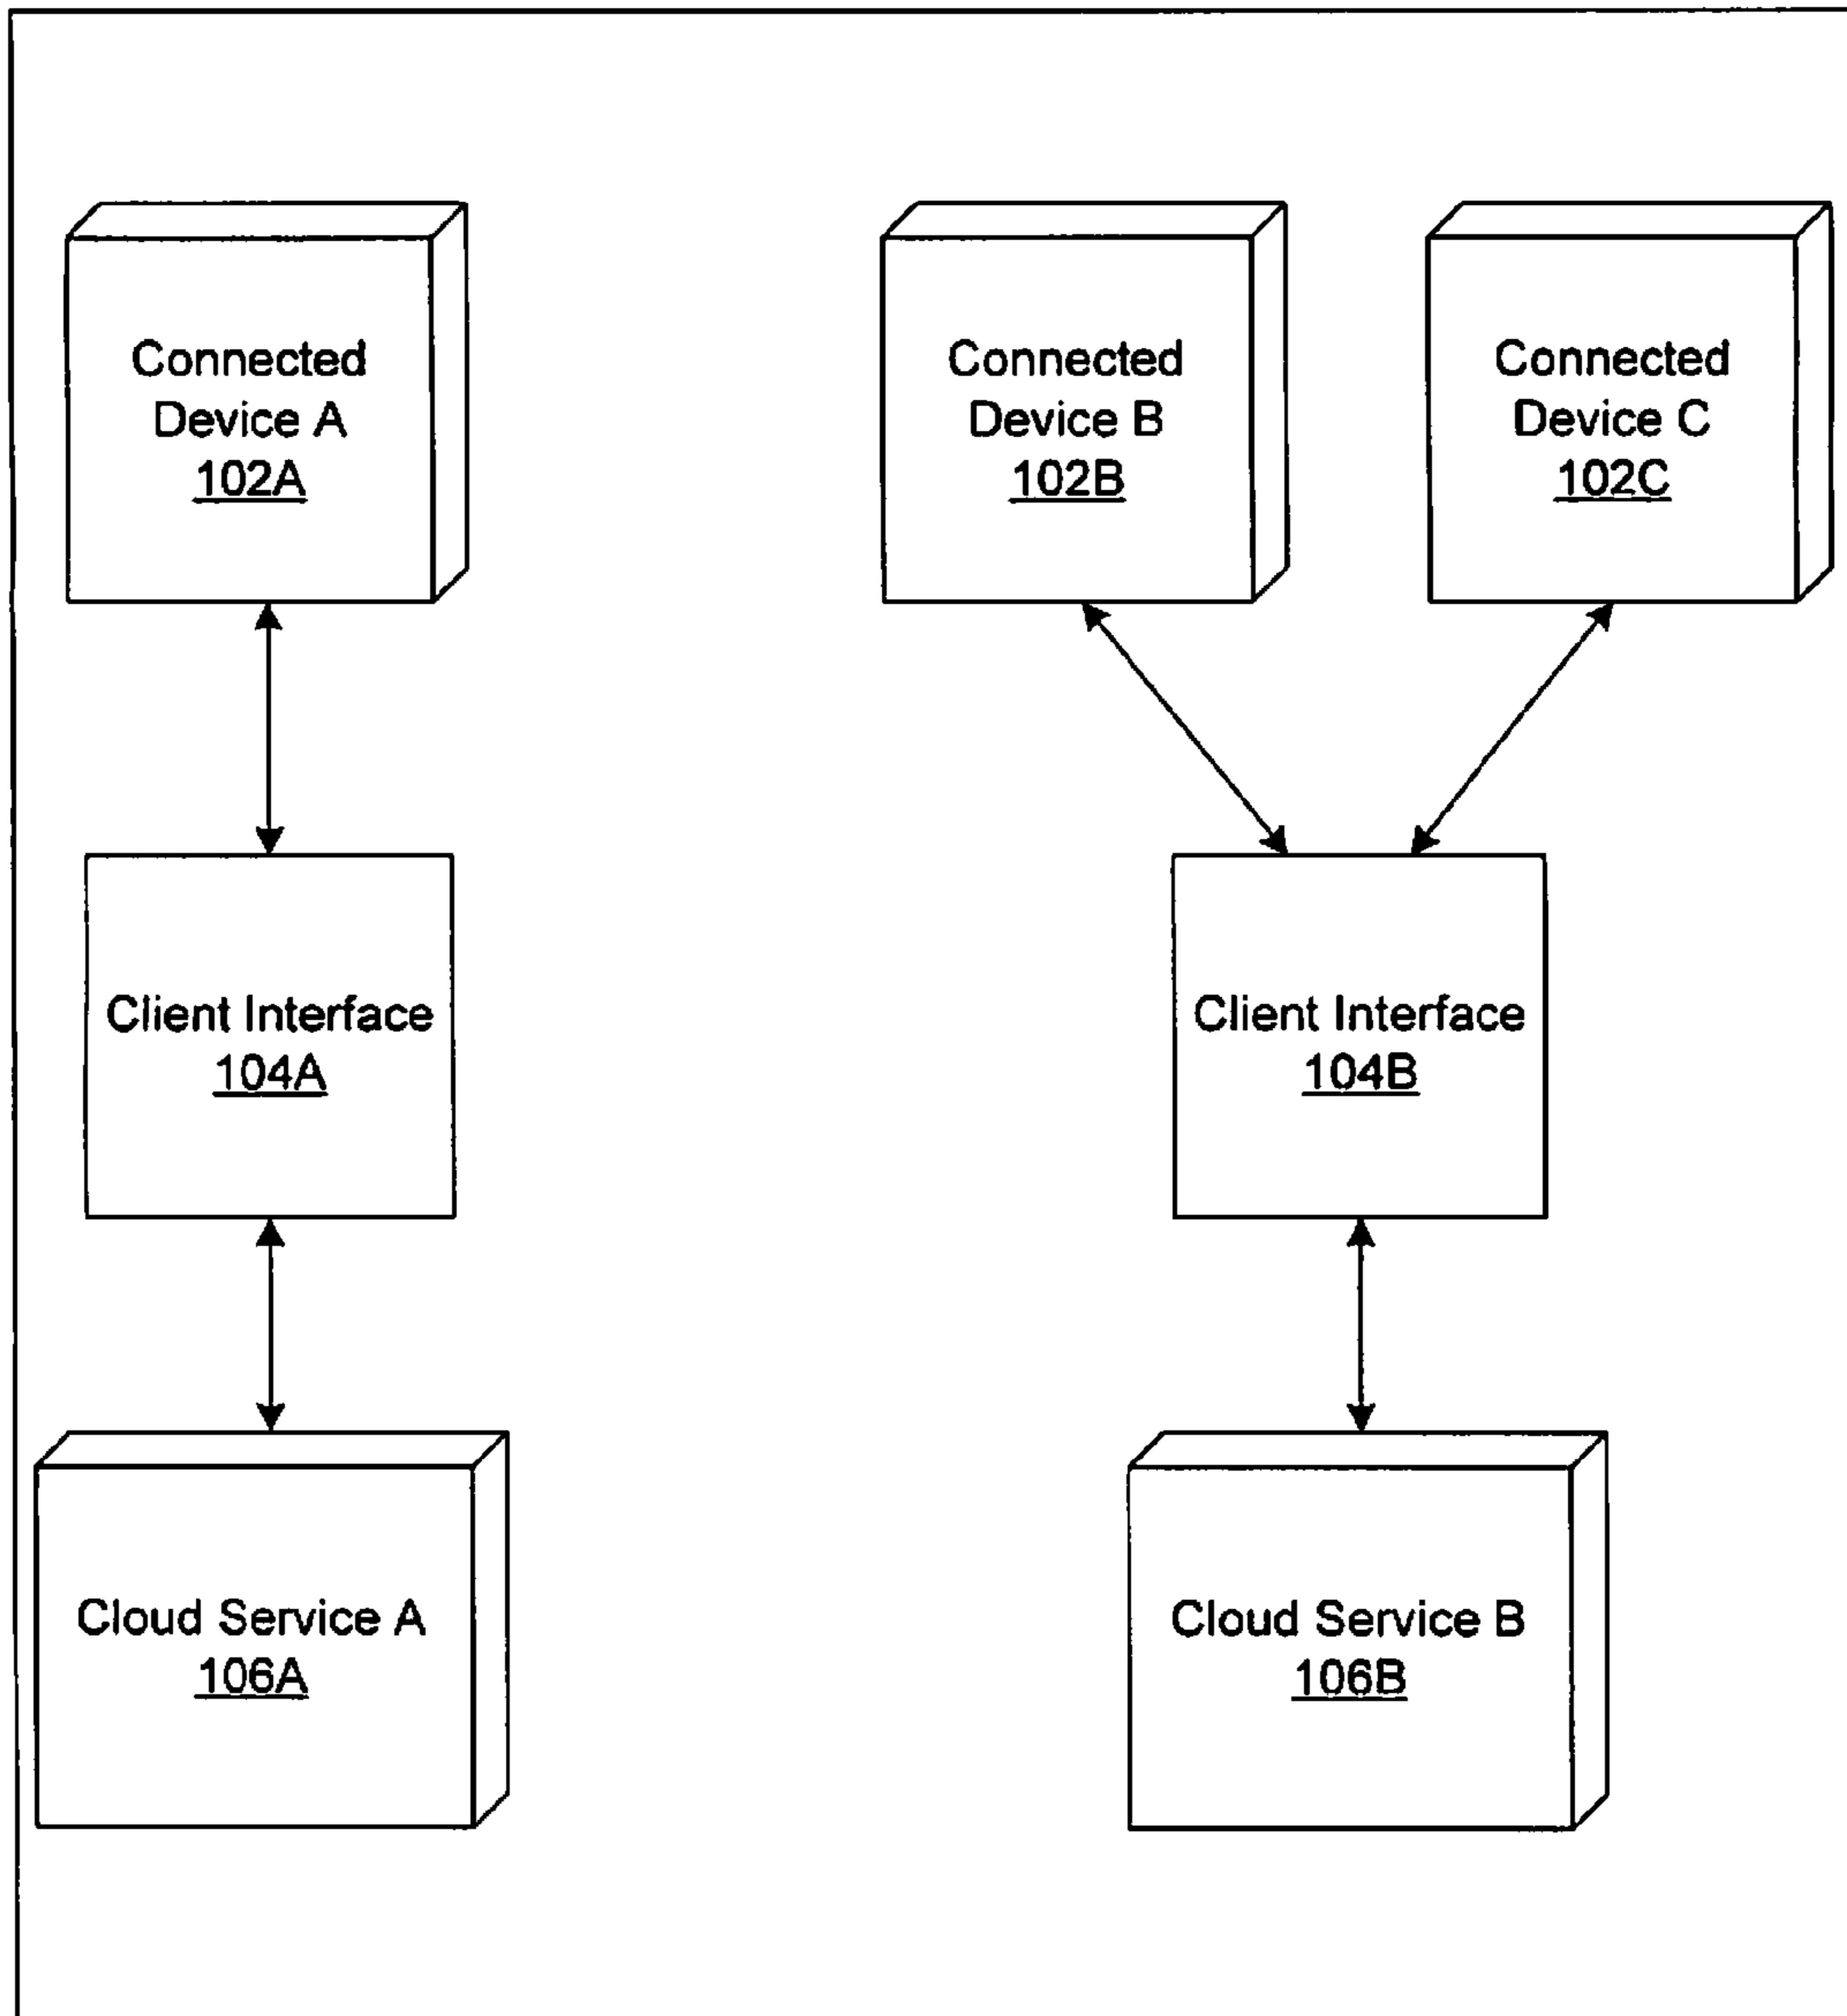 Connected
Device A
102A
Connected
Device B
102B
Connected
Device C
102C
Client Interface
104A
Client Interface
104B
Cloud Service A
106A
Cloud Service B
106B